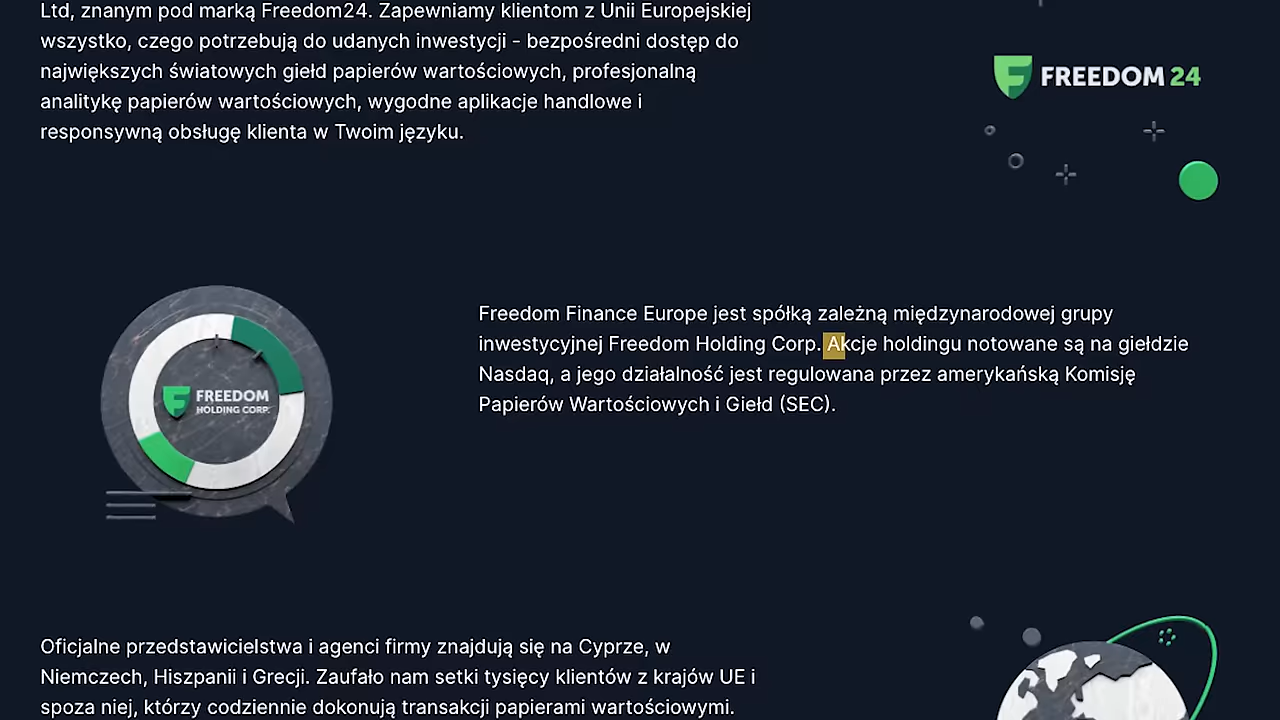 Ltd, znanym pod marką Freedom24. Zapewniamy klientom z Unii Europejskiej
wszystko, czego potrzebują do udanych inwestycji - bezpośredni dostęp do
największych światowych giełd papierów wartościowych, profesjonalną
analitykę papierów wartościowych, wygodne aplikacje handlowe i
responsywną obsługę klienta w Twoim języku.
FREEDOM 24
Freedom Finance Europe jest spółką zależną międzynarodowej grupy
inwestycyjnej Freedom Holding Corp. Akcje holdingu notowane są na giełdzie
Nasdaq, a jego działalność jest regulowana przez amerykańską Komisję
Papierów Wartościowych i Giełd (SEC).
FREEDOM
HOLDING CORP.
Oficjalne przedstawicielstwa i agenci firmy znajdują się na Cyprze, w
Niemczech, Hiszpanii i Grecji. Zaufało nam setki tysięcy klientów z krajów UE i
spoza niej, którzy codziennie dokonują transakcji papierami wartościowymi.